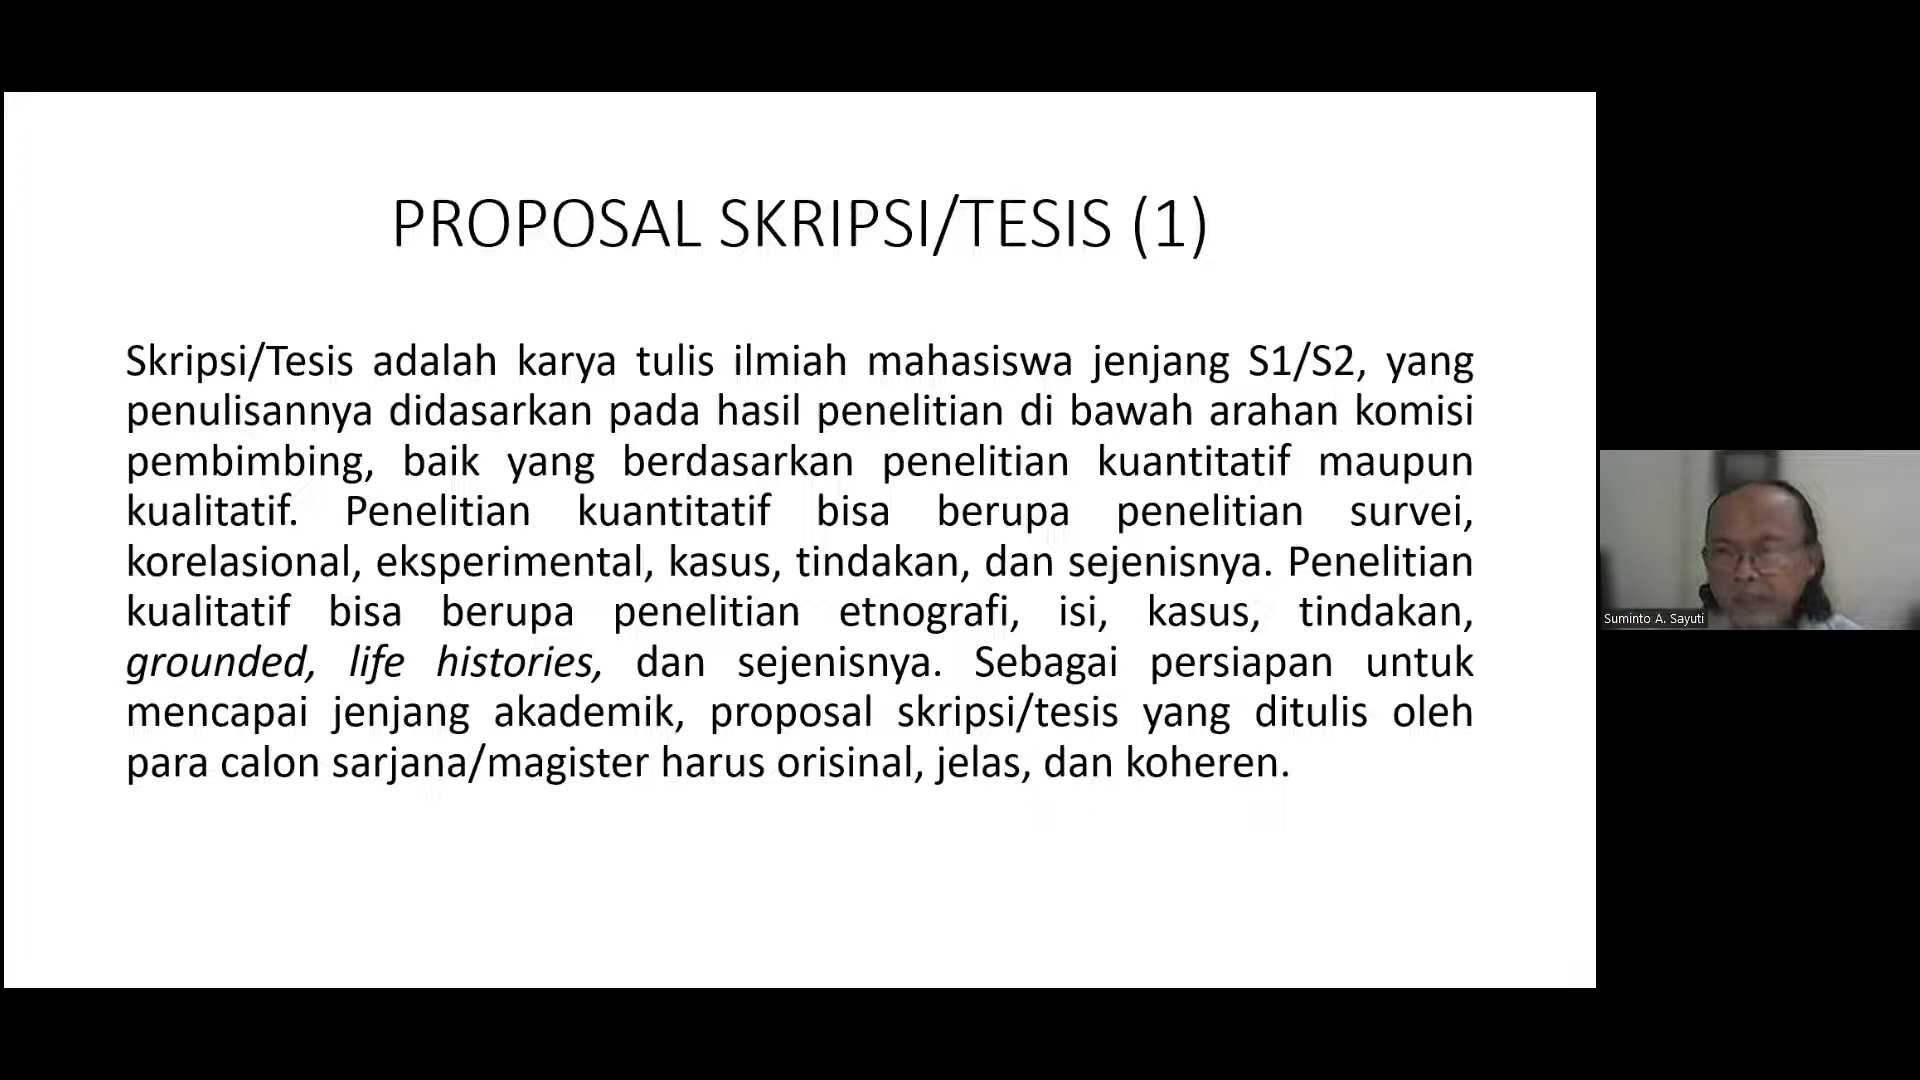 PROPOSAL SKRIPSI/TESIS (1)
Skripsi/Tesis adalah karya tulis ilmiah mahasiswa jenjang S1/S2, yang
penulisannya didasarkan pada hasil penelitian di bawah arahan komisi
pembimbing, baik yang berdasarkan penelitian kuantitatif maupun
kualitatif. Penelitian kuantitatif bisa berupa penelitian survei,
korelasional, eksperimental, kasus, tindakan, dan sejenisnya. Penelitian
kualitatif bisa berupa penelitian etnografi, isi, kasus, tindakan,
grounded, life histories, dan sejenisnya. Sebagai persiapan untuk
mencapai jenjang akademik, proposal skripsi/tesis yang ditulis oleh
para calon sarjana/magister harus orisinal, jelas, dan koheren.
Suminto A. Sayuti